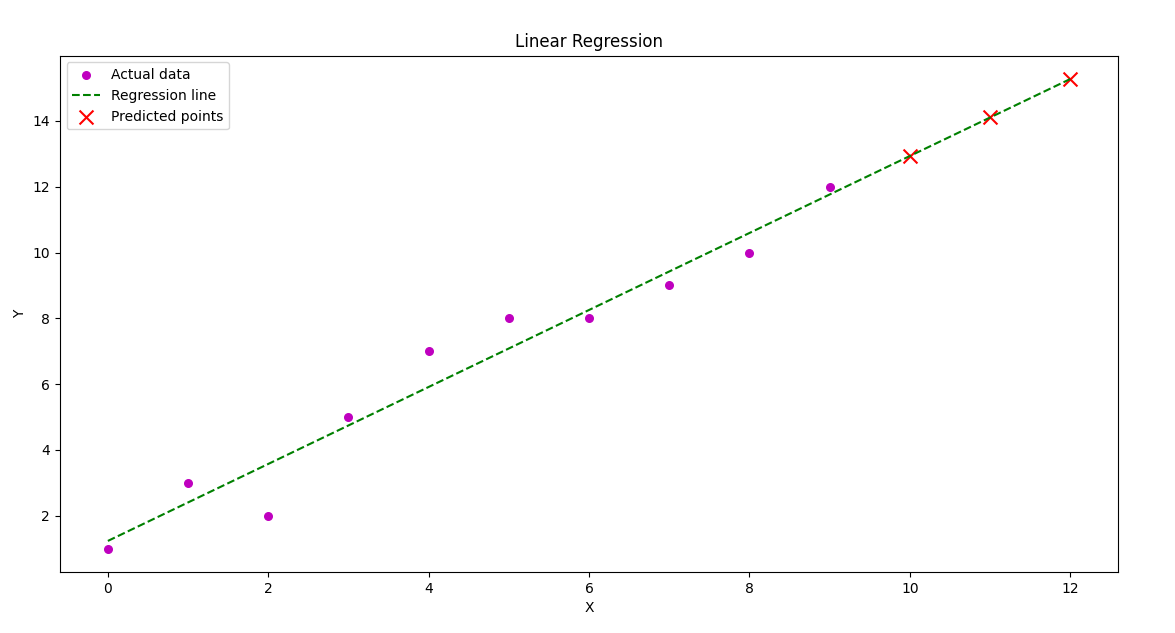 Linear Regression
Actual data
Regression line
Predicted points
14
12
10
8
6
4
2
Y
0 2 4 6 8 10 12
X